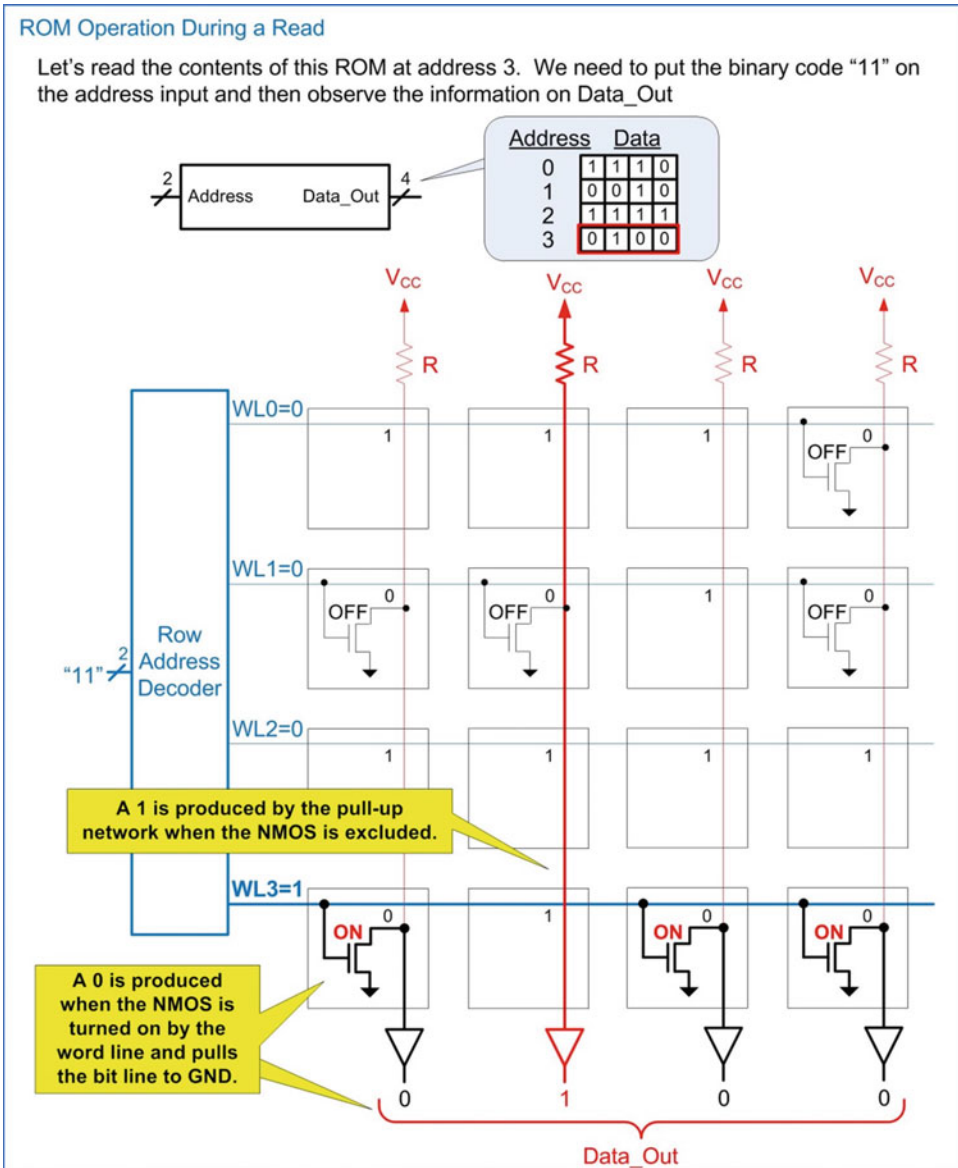 ROM Operation During a Read
Let's read the contents of this ROM at address 3. We need to put the binary code "11" on
the address input and then observe the information on Data_Out
Address Data
0 1 1 1 0
1 0 0 1 0
2 1 1 1 1
3 0 1 0 0
2 Address Data_Out 4
VCC VCC VCC VCC
R R R R
WL0=0
1 1 1 0
OFF
WL1=0
0 0 1 0
OFF OFF OFF
"11" 2
Row
Address
Decoder
WL2=0
1 1 1 1
A 1 is produced by the pull-up
network when the NMOS is excluded.
WL3=1
0 1 0 0
ON ON ON
A 0 is produced
when the NMOS is
turned on by the
word line and pulls
the bit line to GND.
0 1 0 0
Data_Out